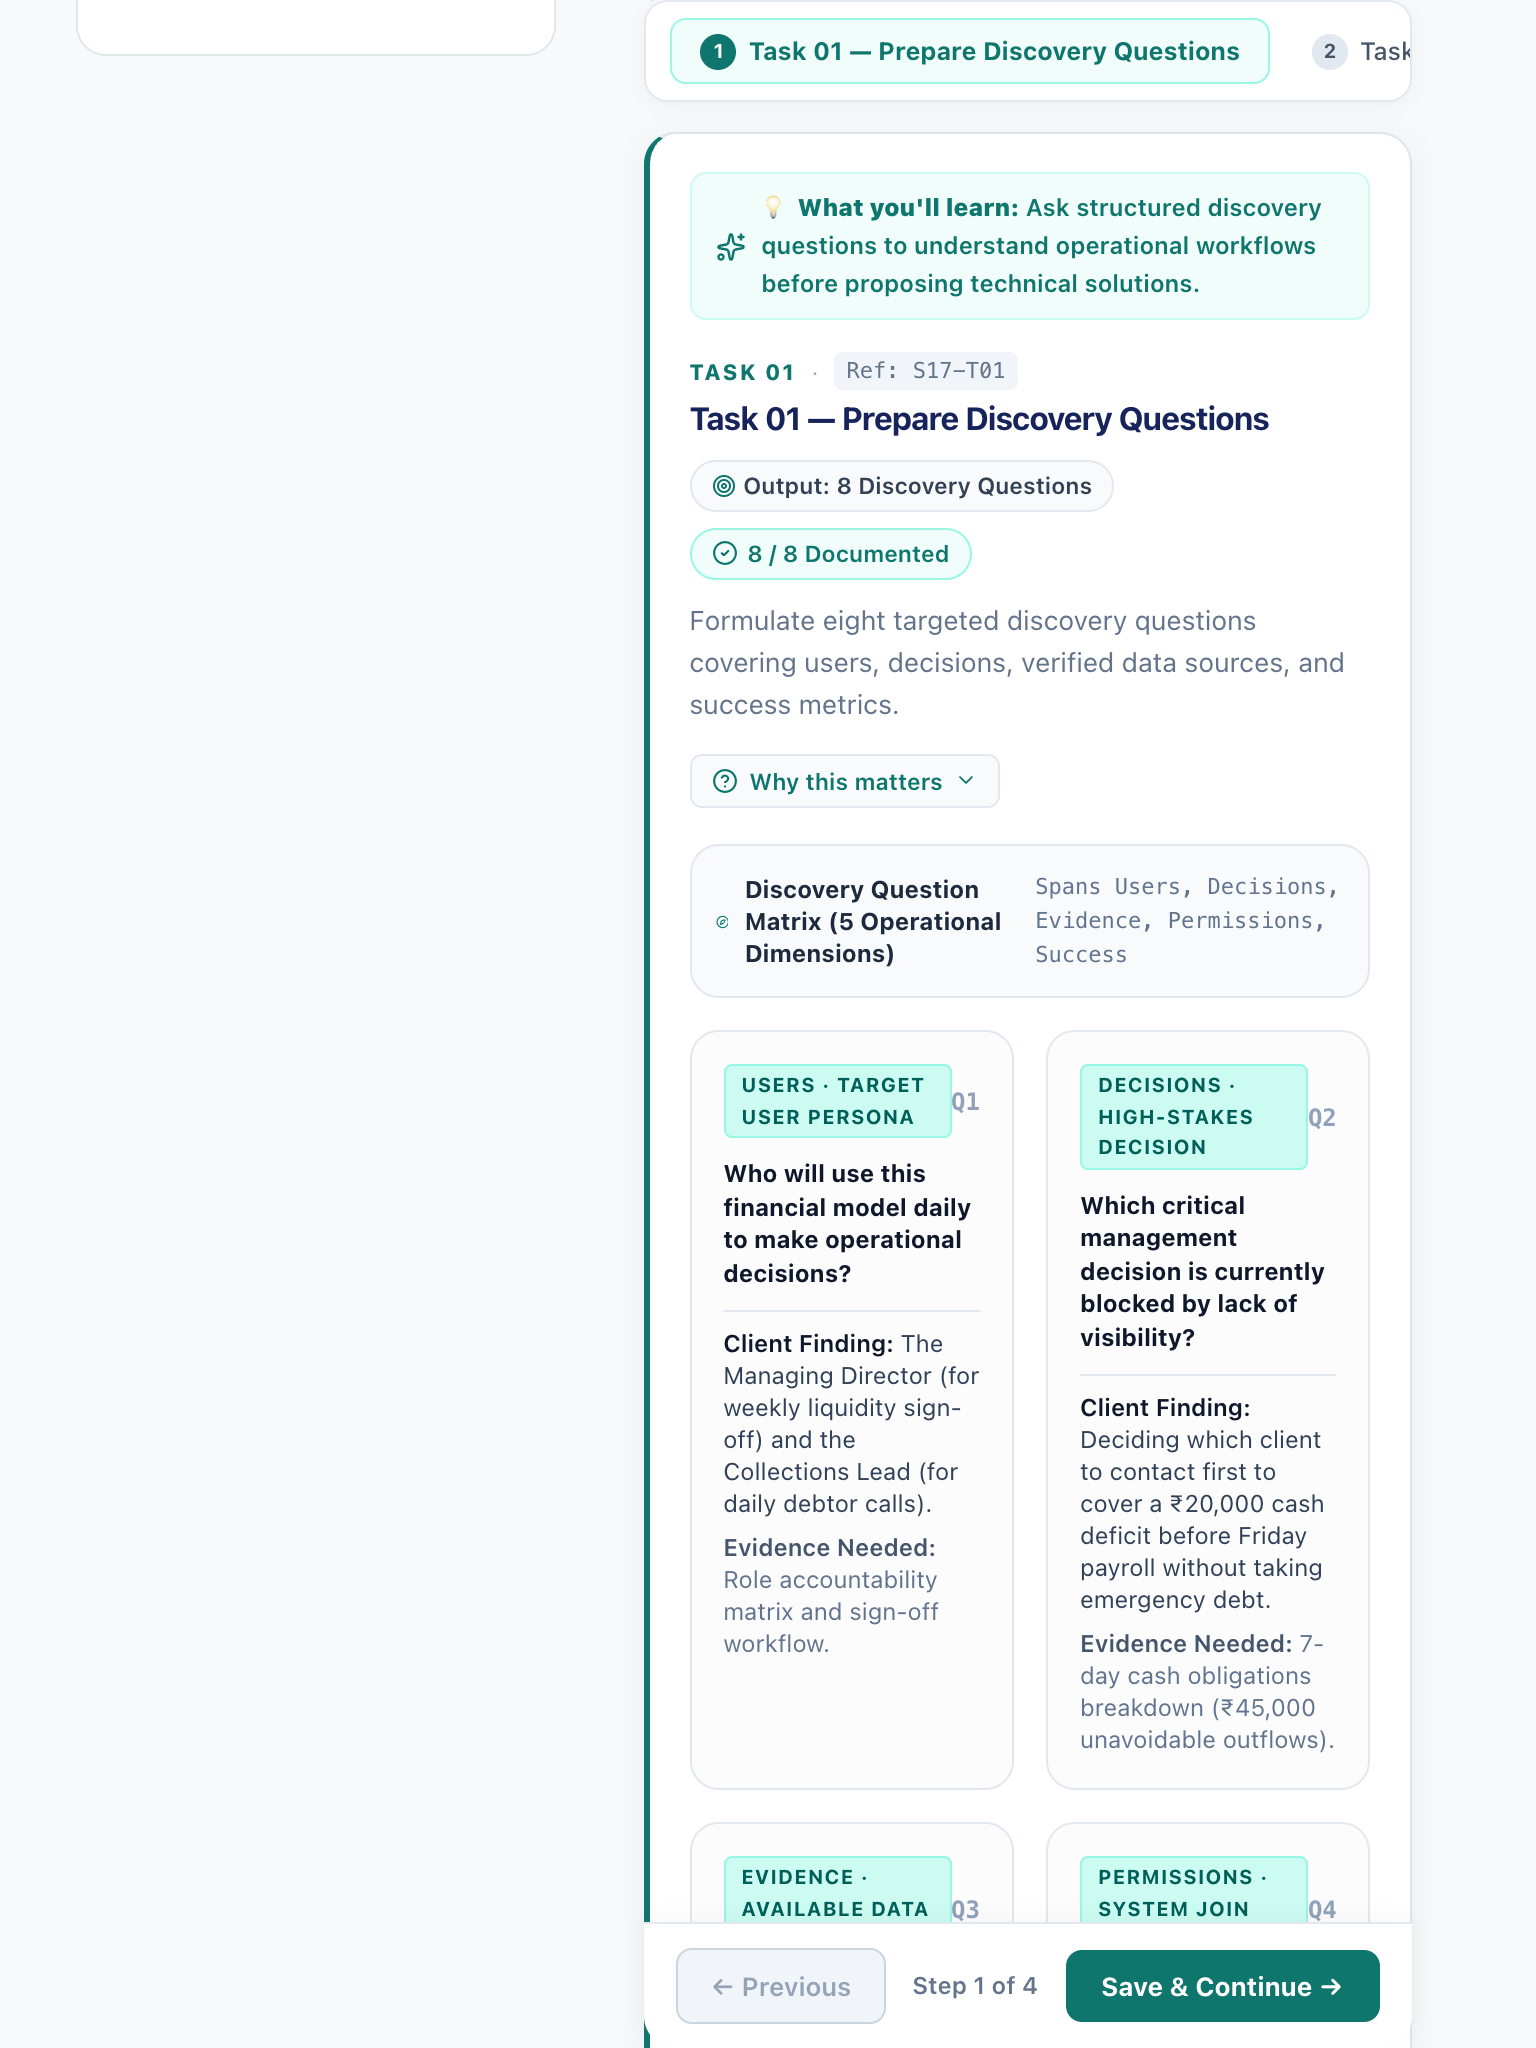 1 Task 01 — Prepare Discovery Questions
2 Task
💡 What you'll learn: Ask structured discovery
questions to understand operational workflows
before proposing technical solutions.
TASK 01 · Ref: S17-T01
Task 01 — Prepare Discovery Questions
Output: 8 Discovery Questions
8 / 8 Documented
Formulate eight targeted discovery questions
covering users, decisions, verified data sources, and
success metrics.
Why this matters
Discovery Question
Matrix (5 Operational
Dimensions)
Spans Users, Decisions,
Evidence, Permissions,
Success
USERS · TARGET
USER PERSONA
Q1
Who will use this
financial model daily
to make operational
decisions?
Client Finding: The
Managing Director (for
weekly liquidity sign-
off) and the
Collections Lead (for
daily debtor calls).
Evidence Needed:
Role accountability
matrix and sign-off
workflow.
DECISIONS ·
HIGH-STAKES
DECISION
Q2
Which critical
management
decision is currently
blocked by lack of
visibility?
Client Finding:
Deciding which client
to contact first to
cover a ₹20,000 cash
deficit before Friday
payroll without taking
emergency debt.
Evidence Needed: 7-
day cash obligations
breakdown (₹45,000
unavoidable outflows).
EVIDENCE ·
AVAILABLE DATA
Q3
PERMISSIONS ·
SYSTEM JOIN
Q4
← Previous
Step 1 of 4
Save & Continue →